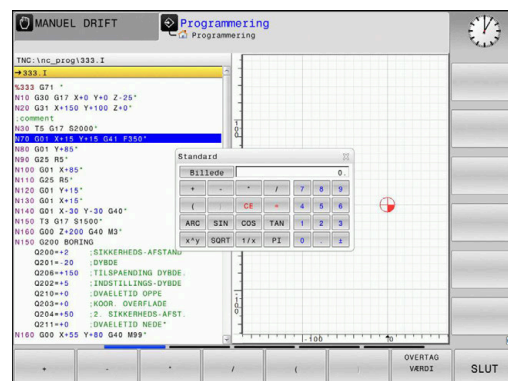 MANUEL DRIFT
Programmering
Programmering
TNC:\nc_prog\333.I
→333.I
%333 G71 *
N10 G30 G17 X+0 Y+0 Z-25*
N20 G31 X+150 Y+100 Z+0*
;comment
N30 T5 G17 S2000*
N70 G01 X+15 Y+15 G41 F350*
N80 G01 Y+85*
N90 G25 R5*
N100 G01 X+85*
N110 G25 R5*
N120 G01 Y+15*
N130 G01 X+15*
N140 G01 X-30 Y-30 G40*
N150 T3 G17 S1500*
N160 G00 Z+200 G40 M3*
N150 G200 BORING
Q200=+2 ;SIKKERHEDS-AFSTAND
Q201=-20 ;DYBDE
Q206=+150 ;TILSPAENDING DYBDE.
Q202=+5 ;INDSTILLINGS-DYBDE
Q210=+0 ;DVAELETID OPPE
Q203=+0 ;KOOR. OVERFLADE
Q204=+50 ;2. SIKKERHEDS-AFST.
Q211=+0 ;DVAELETID NEDE*
N160 G00 X+55 Y+80 G40 M99*
Standard
Billede 0.
+ - * / 7 8 9
( ) CE = 4 5 6
ARC SIN COS TAN 1 2 3
x^y SQRT 1/x PI 0 . ±
-100
+ - * / ( )
OVERTAG
VÆRDI
SLUT